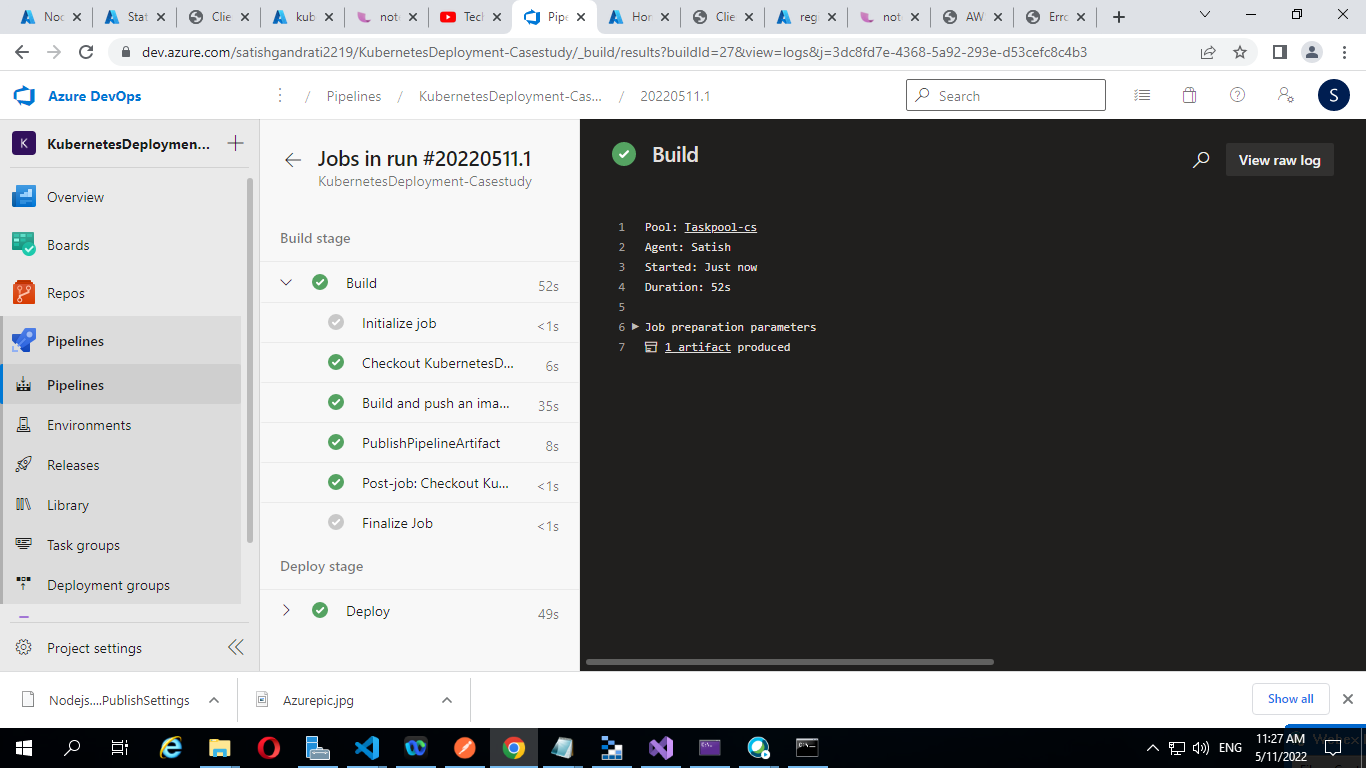 Noc
Stat
Clie
kub
not
Tech
Pipe
Hor
Clie
reg
not
AW
Erro
dev.azure.com/satishgandrati2219/KubernetesDeployment-Casestudy/_build/results?buildId=27&view=logs&j=3dc8fd7e-4368-5a92-293e-d53cefc8c4b3
Azure DevOps
/ Pipelines / KubernetesDeployment-Cas... / 20220511.1
Search
S
K KubernetesDeploymen...
Overview
Boards
Repos
Pipelines
Pipelines
Environments
Releases
Library
Task groups
Deployment groups
Project settings
Jobs in run #20220511.1
KubernetesDeployment-Casestudy
Build stage
Build 52s
Initialize job <1s
Checkout KubernetesD... 6s
Build and push an ima... 35s
PublishPipelineArtifact 8s
Post-job: Checkout Ku... <1s
Finalize Job <1s
Deploy stage
Deploy 49s
Build
View raw log
1 Pool: Taskpool-cs
2 Agent: Satish
3 Started: Just now
4 Duration: 52s
5
6 Job preparation parameters
7 1 artifact produced
Nodejs....PublishSettings
Azurepic.jpg
Show all
ENG
11:27 AM
5/11/2022